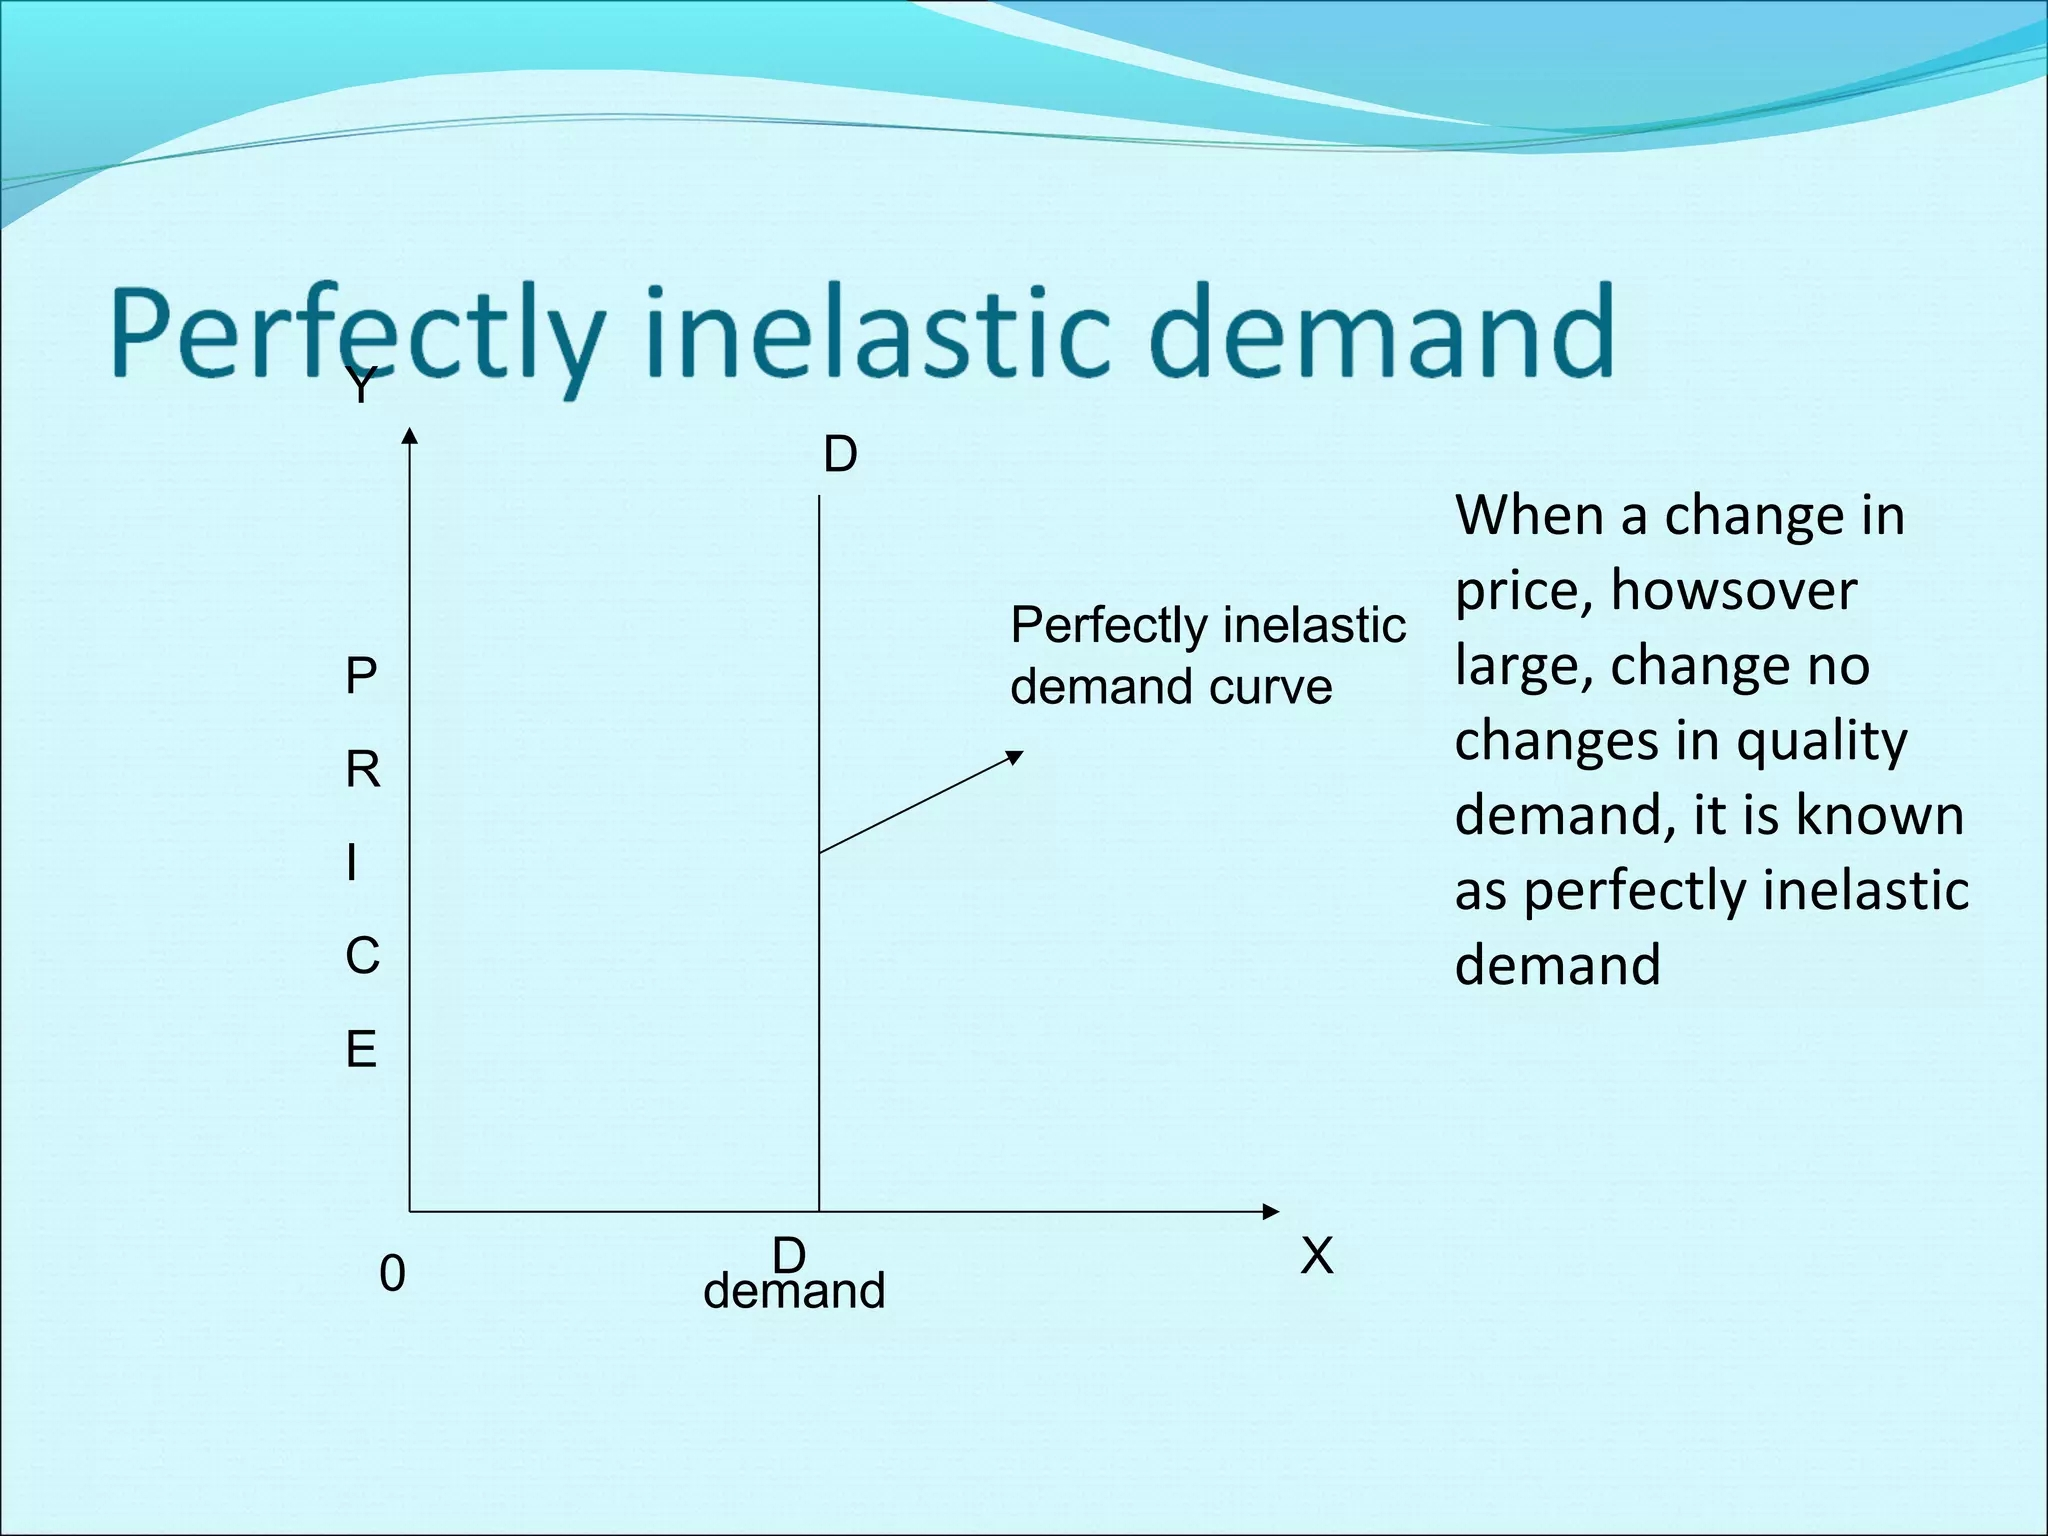 Perfectly inelastic demand
Y
D
Perfectly inelastic
demand curve
P
R
I
C
E
0
D
demand
X
When a change in
price, howsover
large, change no
changes in quality
demand, it is known
as perfectly inelastic
demand